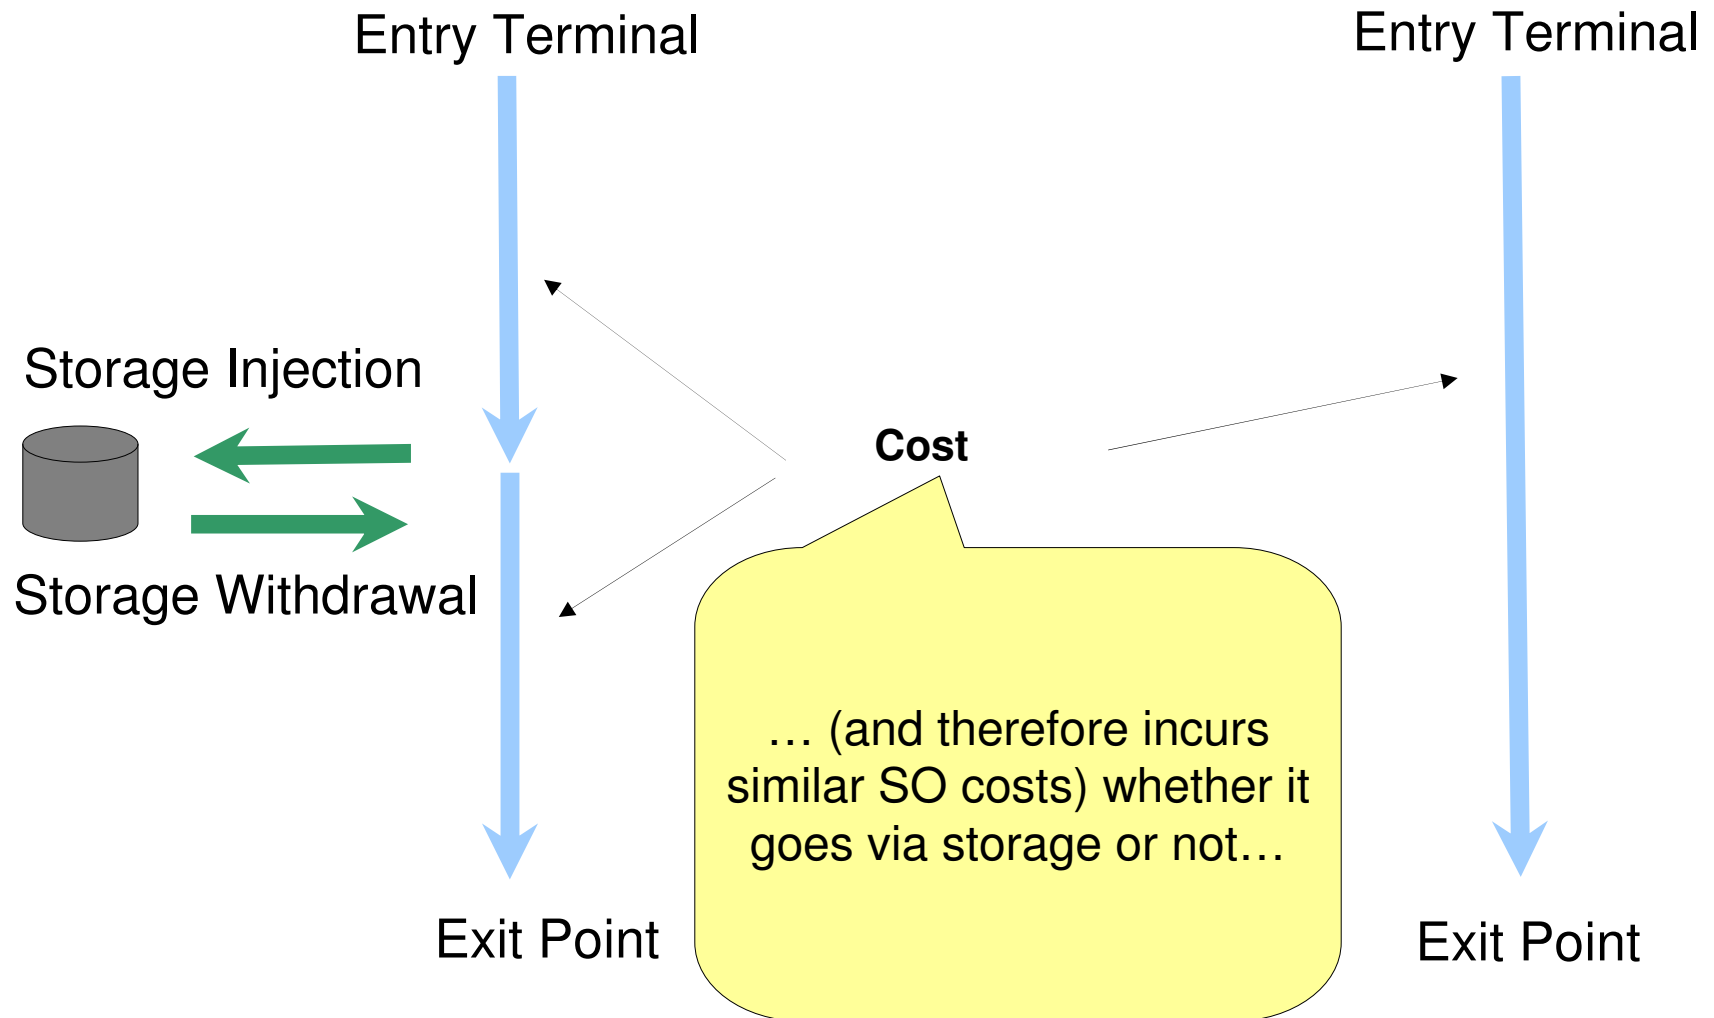 Entry Terminal
Entry Terminal
Storage Injection
Cost
Storage Withdrawal
… (and therefore incurs
similar SO costs) whether it
goes via storage or not…
Exit Point
Exit Point